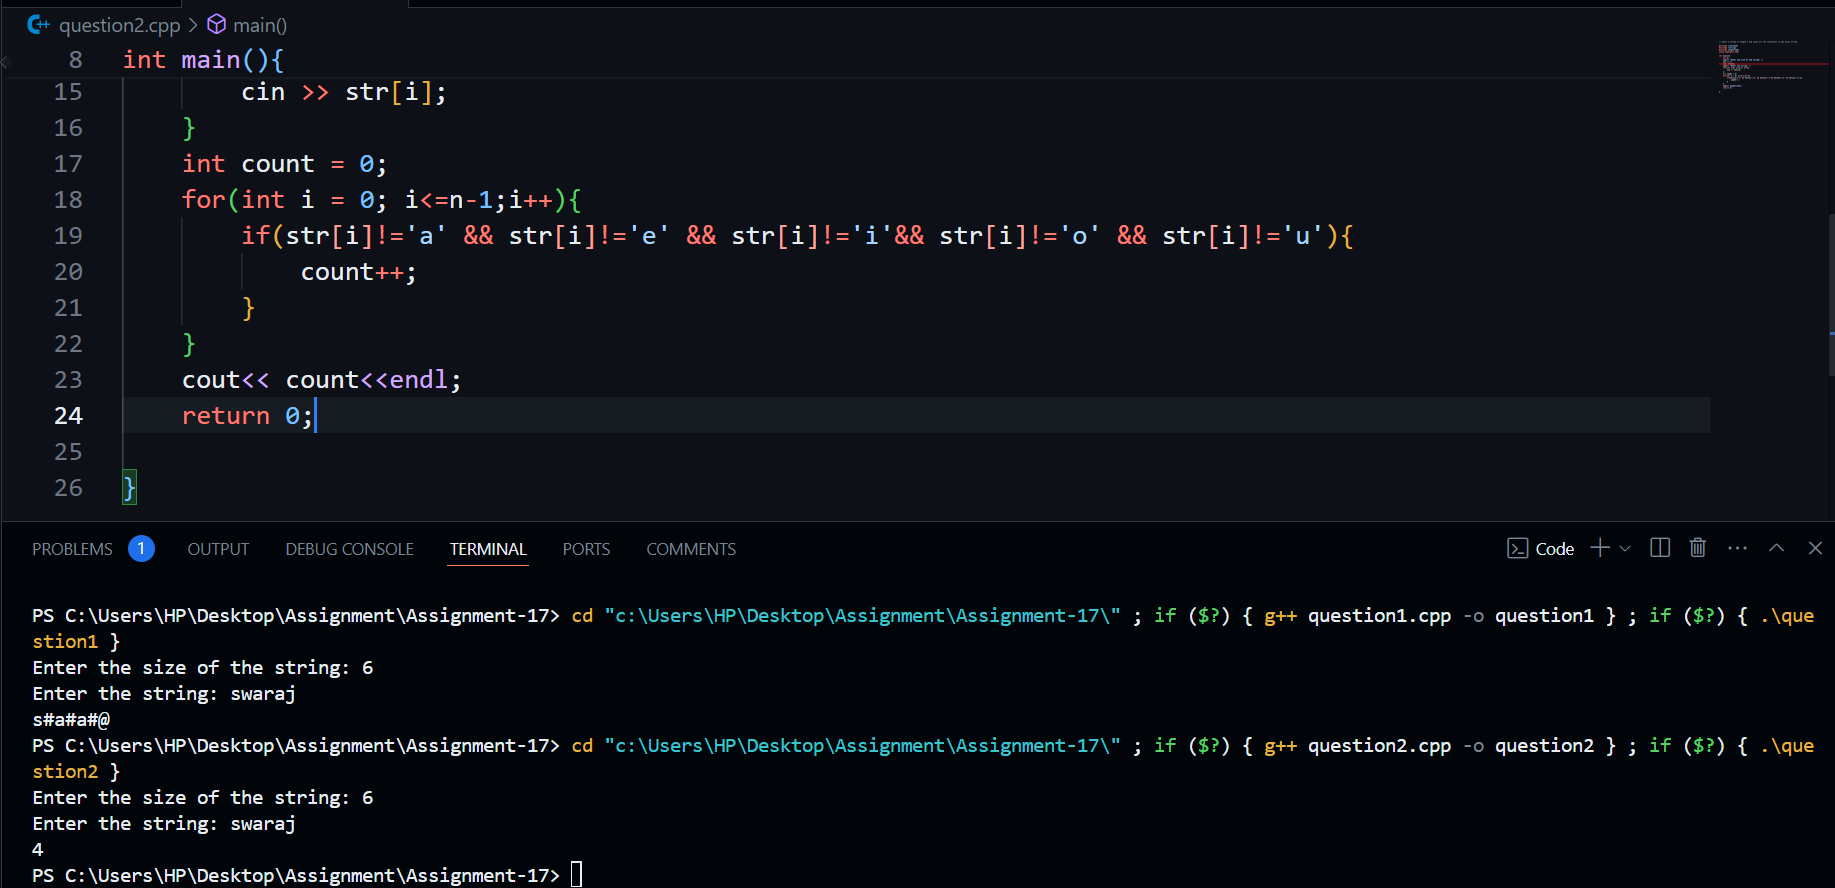 question2.cpp > main()
8 int main(){
15 cin >> str[i];
16 }
17 int count = 0;
18 for(int i = 0; i<=n-1;i++){
19 if(str[i]!='a' && str[i]!='e' && str[i]!='i'&& str[i]!='o' && str[i]!='u'){
20 count++;
21 }
22 }
23 cout<< count<<endl;
24 return 0;
25
26 }
PROBLEMS 1 OUTPUT DEBUG CONSOLE TERMINAL PORTS COMMENTS Code
PS C:\Users\HP\Desktop\Assignment\Assignment-17> cd "c:\Users\HP\Desktop\Assignment\Assignment-17\" ; if ($?) { g++ question1.cpp -o question1 } ; if ($?) { .\que
stion1 }
Enter the size of the string: 6
Enter the string: swaraj
s#a#a#@
PS C:\Users\HP\Desktop\Assignment\Assignment-17> cd "c:\Users\HP\Desktop\Assignment\Assignment-17\" ; if ($?) { g++ question2.cpp -o question2 } ; if ($?) { .\que
stion2 }
Enter the size of the string: 6
Enter the string: swaraj
4
PS C:\Users\HP\Desktop\Assignment\Assignment-17>